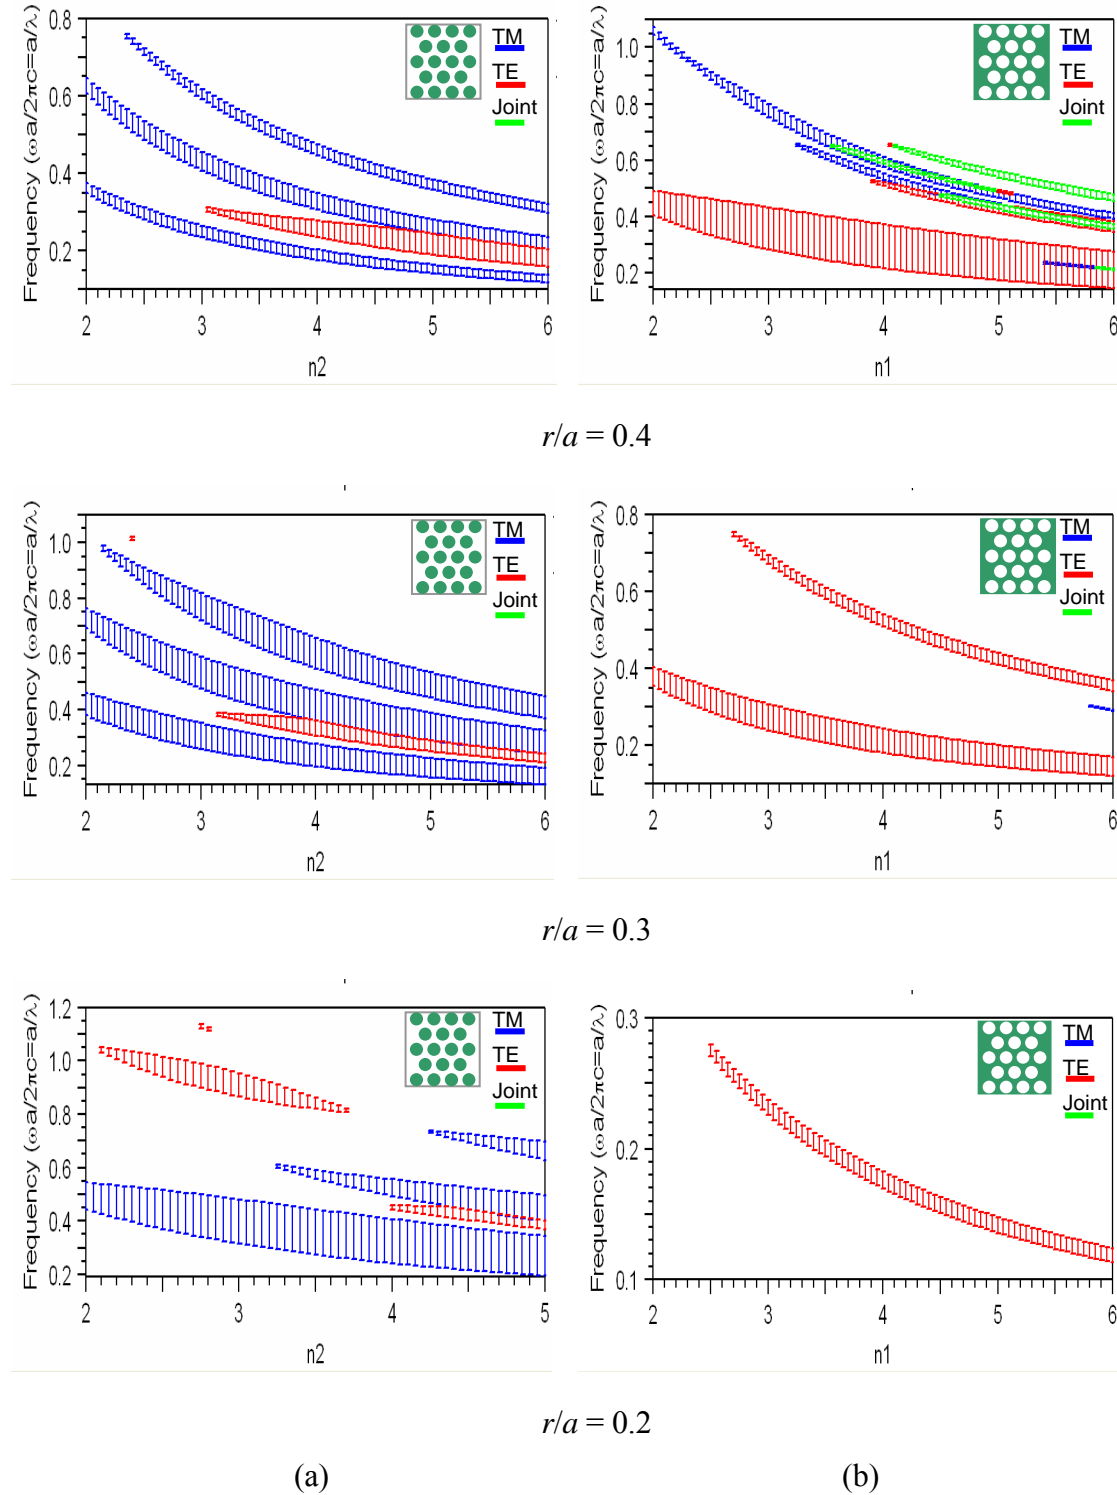 Frequency (ωa/2πc=a/λ)
0.8
0.6
0.4
0.2
2
3
4
5
6
n2
TM
TE
Joint
Frequency (ωa/2πc=a/λ)
1.0
0.8
0.6
0.4
0.2
2
3
4
5
6
n1
TM
TE
Joint
r/a = 0.4
Frequency (ωa/2πc=a/λ)
1.0
0.8
0.6
0.4
0.2
2
3
4
5
6
n2
TM
TE
Joint
Frequency (ωa/2πc=a/λ)
0.8
0.6
0.4
0.2
2
3
4
5
6
n1
TM
TE
Joint
r/a = 0.3
Frequency (ωa/2πc=a/λ)
1.2
1.0
0.8
0.6
0.4
0.2
2
3
4
5
n2
TM
TE
Joint
Frequency (ωa/2πc=a/λ)
0.3
0.2
0.1
2
3
4
5
6
n1
TM
TE
Joint
r/a = 0.2
(a)
(b)